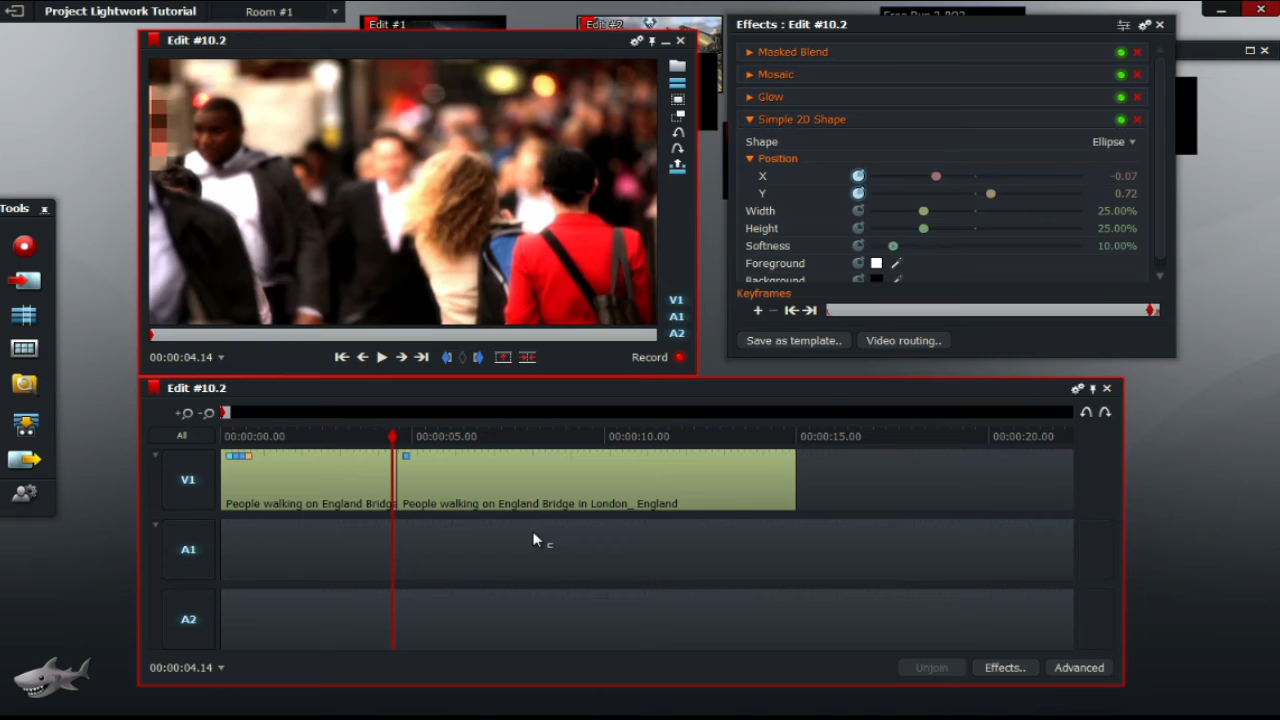 Project Lightwork Tutorial
Room #1
Edit #1
Edit #2
Edit #10.2
Effects : Edit #10.2
Masked Blend
Mosaic
Glow
Simple 2D Shape
Shape
Ellipse
Position
X
-0.07
Y
0.72
Width
25.00%
Height
25.00%
Softness
10.00%
Foreground
Background
Keyframes
Save as template..
Video routing..
V1
A1
A2
00:00:04.14
Record
Tools
Edit #10.2
All
00:00:00.00
00:00:05.00
00:00:10.00
00:00:15.00
00:00:20.00
V1
People walking on England Bridge
People walking on England Bridge in London_ England
A1
A2
00:00:04.14
Unjoin
Effects..
Advanced